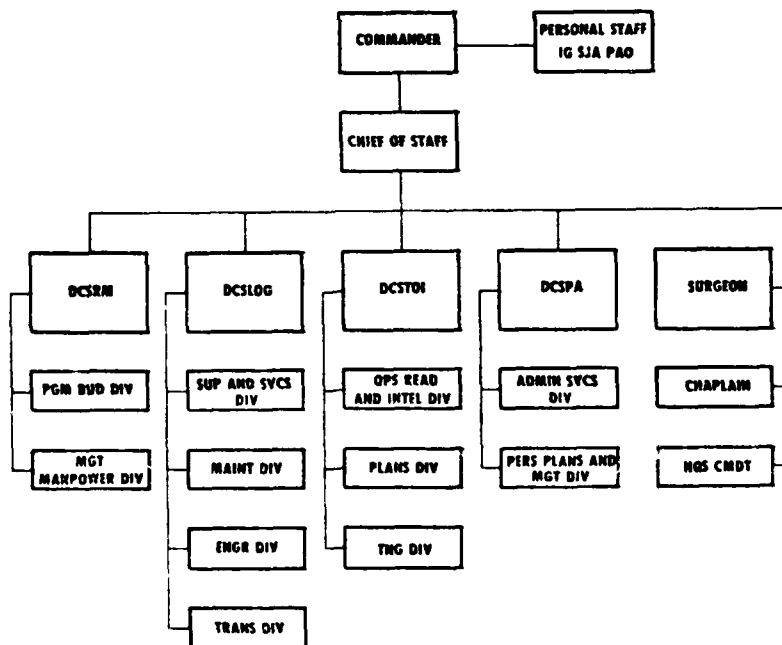 COMMANDER
PERSONAL STAFF
IG SJA PAO
CHIEF OF STAFF
DCSRM
DCSLOG
DCSTOI
DCSPA
SURGEON
PGM BUD DIV
SUP AND SVCS
DIV
OPS READ
AND INTEL DIV
ADMIN SVCS
DIV
CHAPLAIN
MGT
MANPOWER DIV
MAINT DIV
PLANS DIV
PERS PLANS AND
MGT DIV
HQS CMDT
ENGR DIV
TNG DIV
TRANS DIV